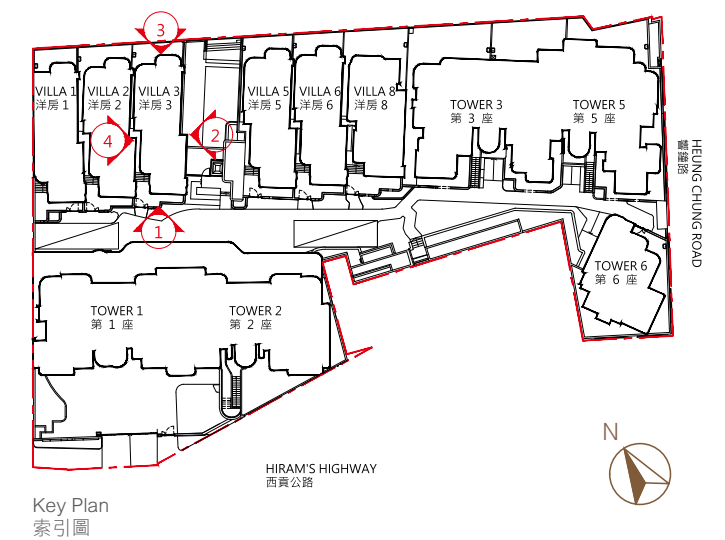 3
VILLA 1
洋房 1
VILLA 2
洋房 2
VILLA 3
洋房 3
VILLA 5
洋房 5
VILLA 6
洋房 6
VILLA 8
洋房 8
TOWER 3
第 3 座
TOWER 5
第 5 座
4
2
1
HEUNG CHUNG ROAD
響鐘路
TOWER 6
第 6 座
TOWER 1
第 1 座
TOWER 2
第 2 座
N
HIRAM'S HIGHWAY
西貢公路
Key Plan
索引圖